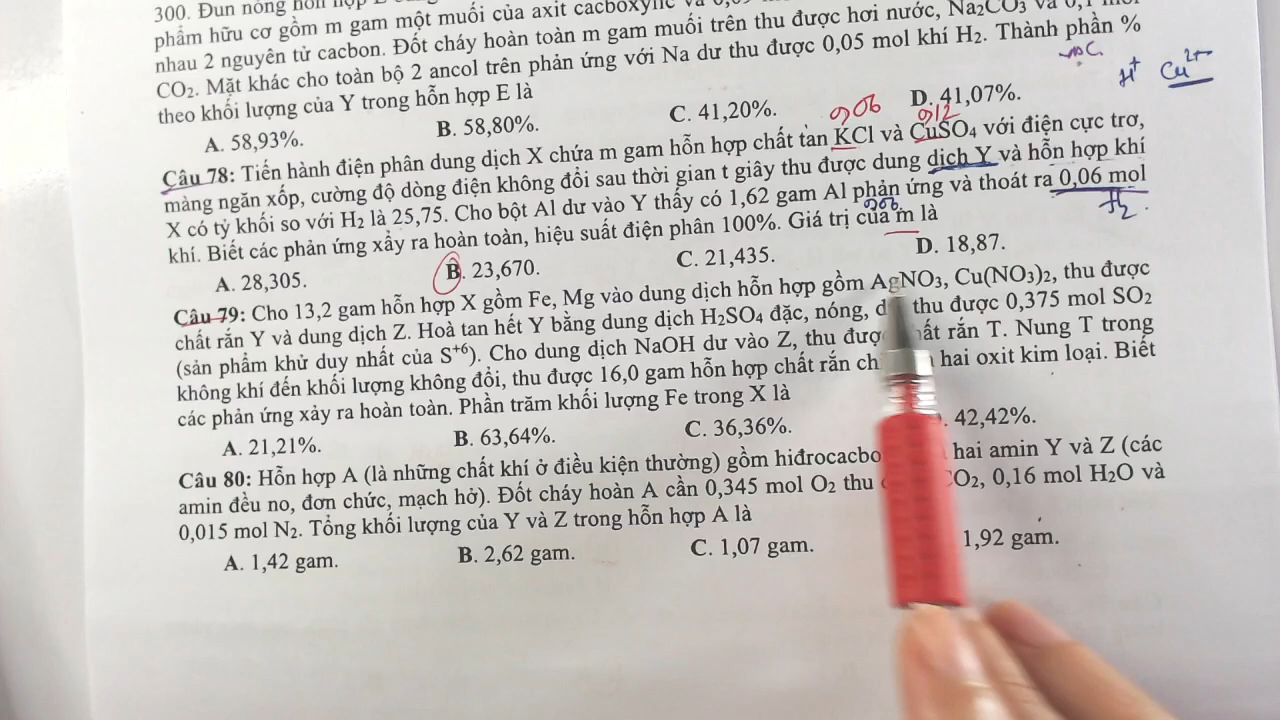 300. Đun nóng hỗn hợp
phẩm hữu cơ gồm m gam một muối của axit cacboxylic và
nhau 2 nguyên tử cacbon. Đốt cháy hoàn toàn m gam muối trên thu được hơi nước, Na₂CO₃ và 0,1 mol
CO₂. Mặt khác cho toàn bộ 2 ancol trên phản ứng với Na dư thu được 0,05 mol khí H₂. Thành phần %
theo khối lượng của Y trong hỗn hợp E là
H⁺ Cu²⁺
A. 58,93%. B. 58,80%. C. 41,20%. D. 41,07%.
0,06 0,12
Câu 78: Tiến hành điện phân dung dịch X chứa m gam hỗn hợp chất tan KCl và CuSO₄ với điện cực trơ,
màng ngăn xốp, cường độ dòng điện không đổi sau thời gian t giây thu được dung dịch Y và hỗn hợp khí
X có tỷ khối so với H₂ là 25,75. Cho bột Al dư vào Y thấy có 1,62 gam Al phản ứng và thoát ra 0,06 mol
0,06 H₂.
khí. Biết các phản ứng xẩy ra hoàn toàn, hiệu suất điện phân 100%. Giá trị của m là
A. 28,305. B. 23,670. C. 21,435. D. 18,87.
Câu 79: Cho 13,2 gam hỗn hợp X gồm Fe, Mg vào dung dịch hỗn hợp gồm AgNO₃, Cu(NO₃)₂, thu được
chất rắn Y và dung dịch Z. Hoà tan hết Y bằng dung dịch H₂SO₄ đặc, nóng, thu được 0,375 mol SO₂
(sản phẩm khử duy nhất của S⁺⁶). Cho dung dịch NaOH dư vào Z, thu rắn T. Nung T trong
không khí đến khối lượng không đổi, thu được 16,0 gam hỗn hợp chất rắn hai oxit kim loại. Biết
các phản ứng xảy ra hoàn toàn. Phần trăm khối lượng Fe trong X là
A. 21,21%. B. 63,64%. C. 36,36%. 42,42%.
Câu 80: Hỗn hợp A (là những chất khí ở điều kiện thường) gồm hai amin Y và Z (các
amin đều no, đơn chức, mạch hở). Đốt cháy hoàn A cần 0,345 mol O₂ thu 0,16 mol H₂O và
0,015 mol N₂. Tổng khối lượng của Y và Z trong hỗn hợp A là
A. 1,42 gam. B. 2,62 gam. C. 1,07 gam. 1,92 gam.